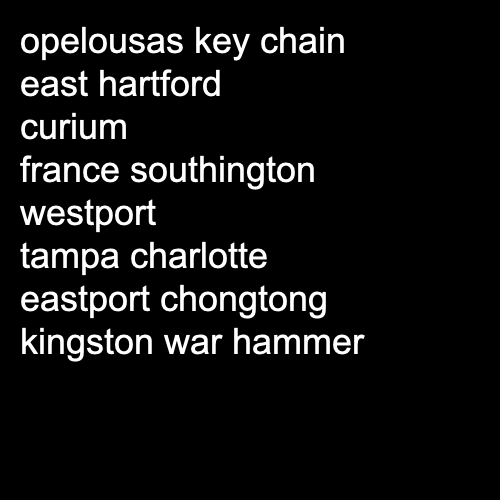 opelousas key chain
east hartford
curium
france southington
westport
tampa charlotte
eastport chongtong
kingston war hammer